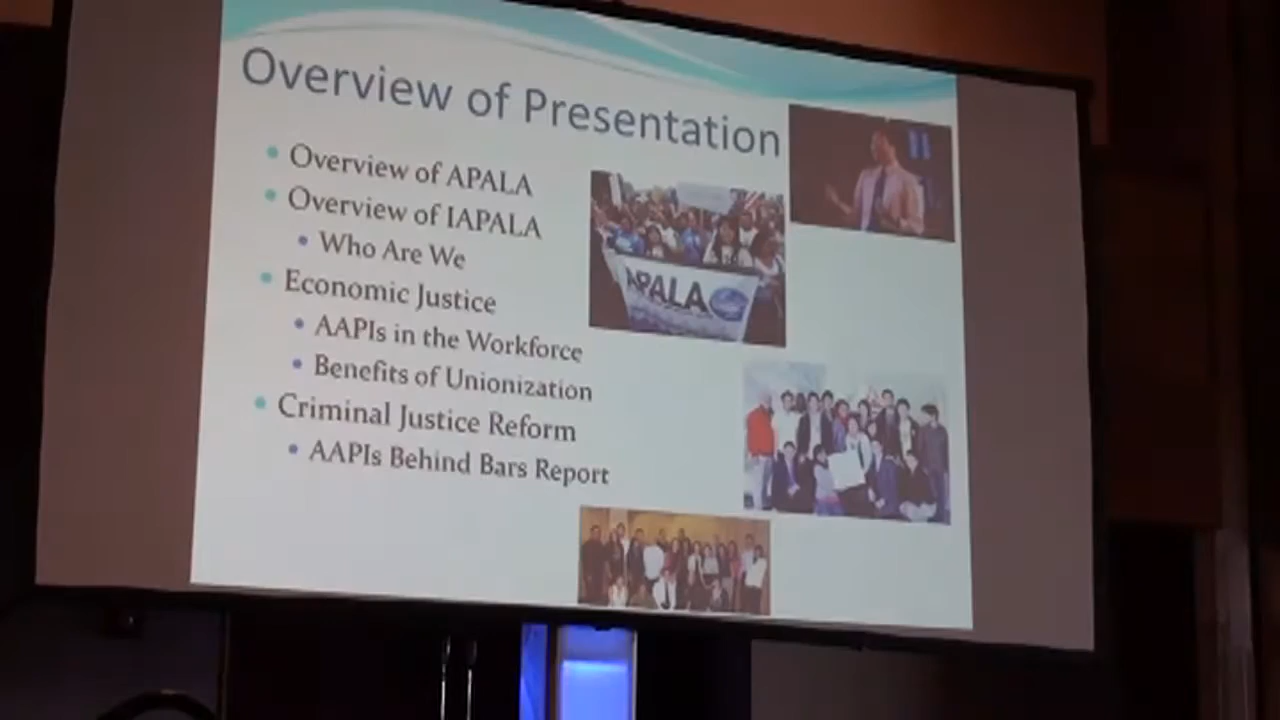 Overview of Presentation
Overview of APALA
Overview of IAPALA
Who Are We
Economic Justice
AAPIs in the Workforce
Benefits of Unionization
Criminal Justice Reform
AAPIs Behind Bars Report
APALA